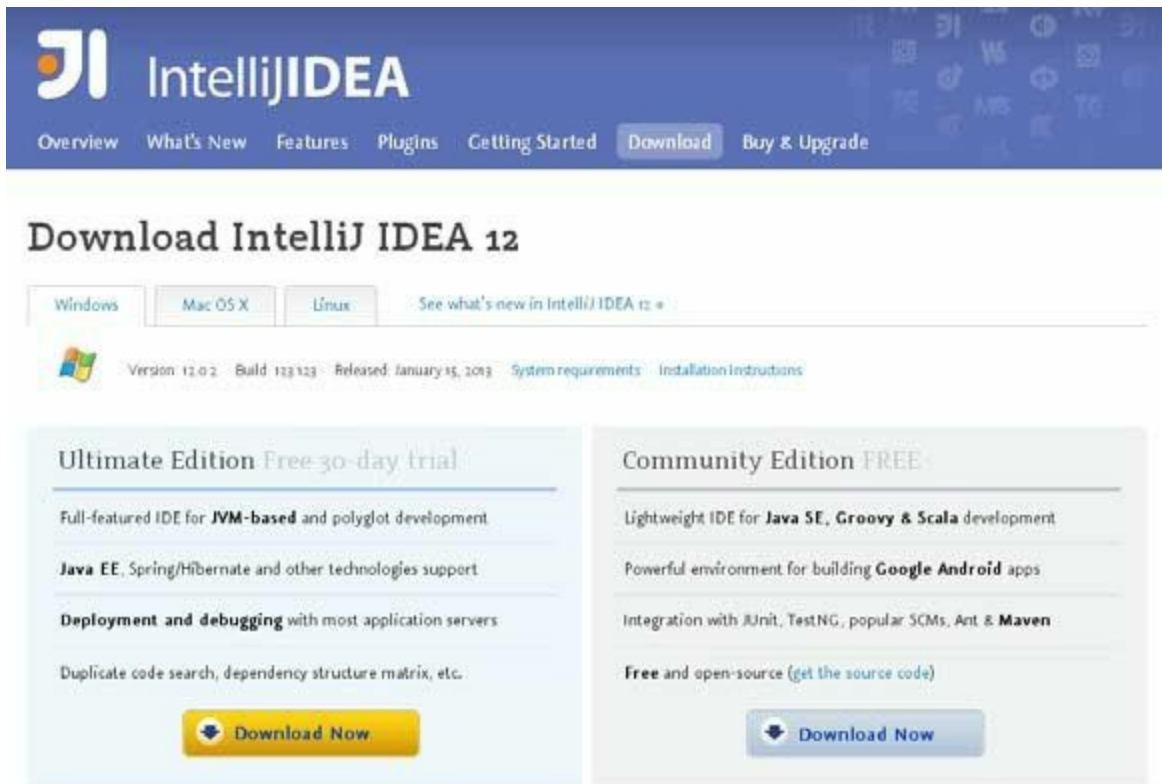 IntelliJIDEA
Overview What's New Features Plugins Getting Started Download Buy & Upgrade
Download IntelliJ IDEA 12
Windows Mac OS X Linux See what's new in IntelliJ IDEA 12 »
Version: 12.0.2 Build: 123.123 Released: January 15, 2013 System requirements Installation Instructions
Ultimate Edition Free 30-day trial
Full-featured IDE for JVM-based and polyglot development
Java EE, Spring/Hibernate and other technologies support
Deployment and debugging with most application servers
Duplicate code search, dependency structure matrix, etc.
Download Now
Community Edition FREE
Lightweight IDE for Java SE, Groovy & Scala development
Powerful environment for building Google Android apps
Integration with JUnit, TestNG, popular SCMs, Ant & Maven
Free and open-source (get the source code)
Download Now